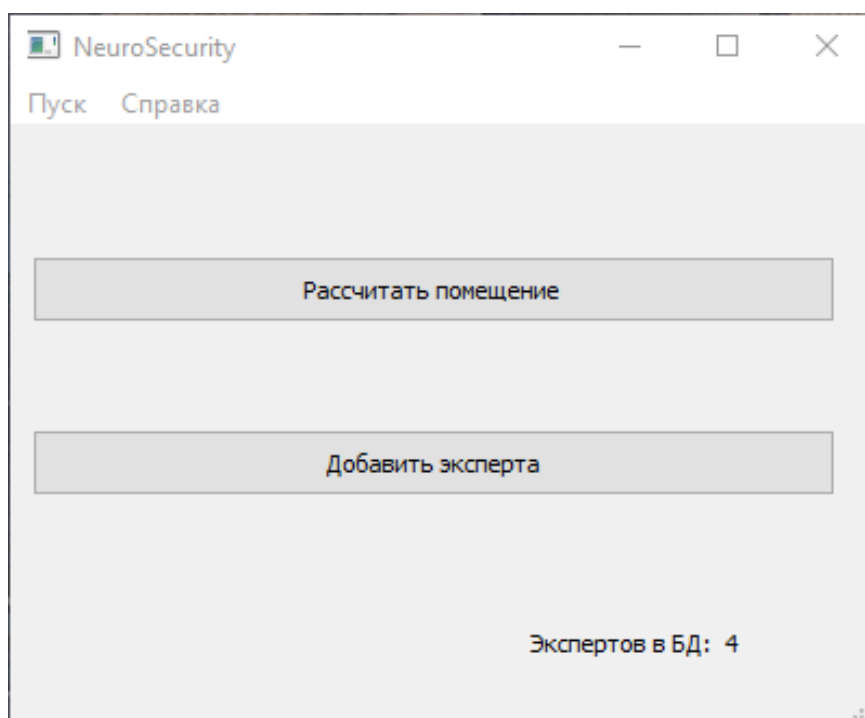 NeuroSecurity
Пуск Справка
Рассчитать помещение
Добавить эксперта
Экспертов в БД: 4